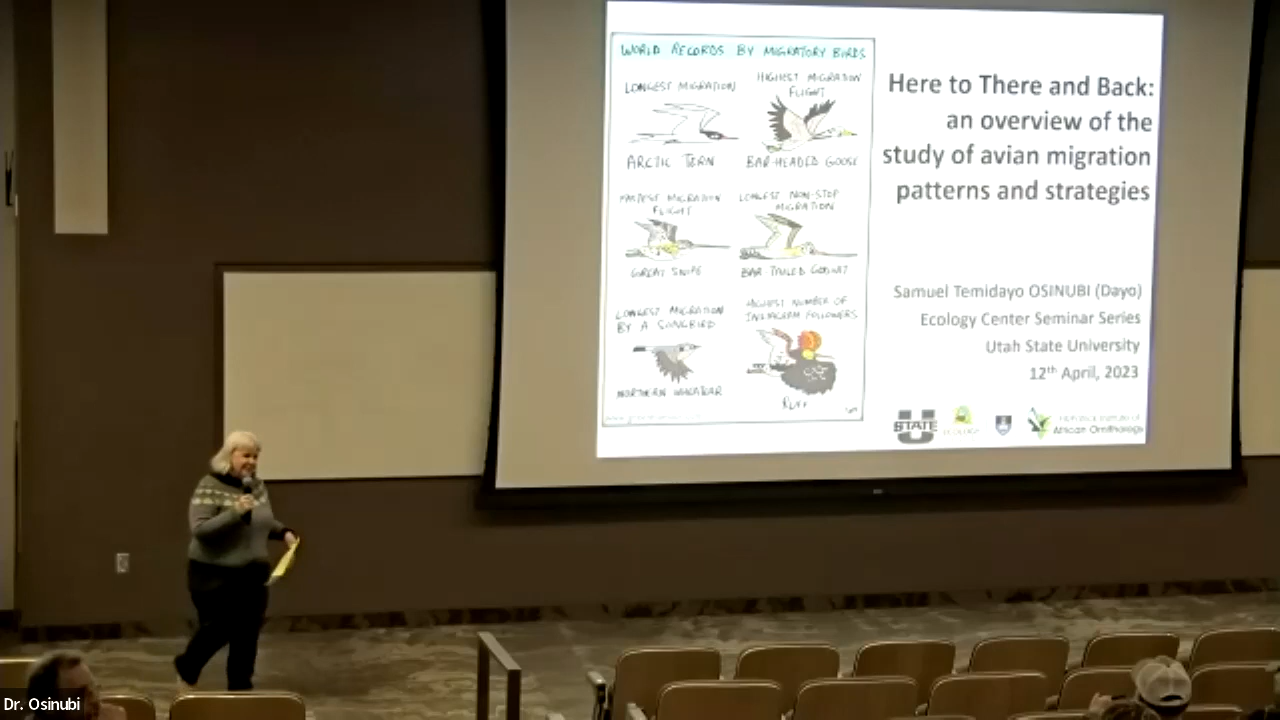 WORLD RECORDS BY MIGRATORY BIRDS
LONGEST MIGRATION
ARCTIC TERN
HIGHEST MIGRATION
FLIGHT
BAR-HEADED GOOSE
FASTEST MIGRATION
FLIGHT
GREAT SNIPE
LONGEST NON-STOP
MIGRATION
BAR-TAILED GODWIT
LONGEST MIGRATION
BY A SONGBIRD
NORTHERN WHEATEAR
HIGHEST NUMBER OF
INSTAGRAM FOLLOWERS
RUFF
Here to There and Back:
an overview of the
study of avian migration
patterns and strategies
Samuel Temidayo OSINUBI (Dayo)
Ecology Center Seminar Series
Utah State University
12th April, 2023
U STATE
African Ornithology
Dr. Osinubi